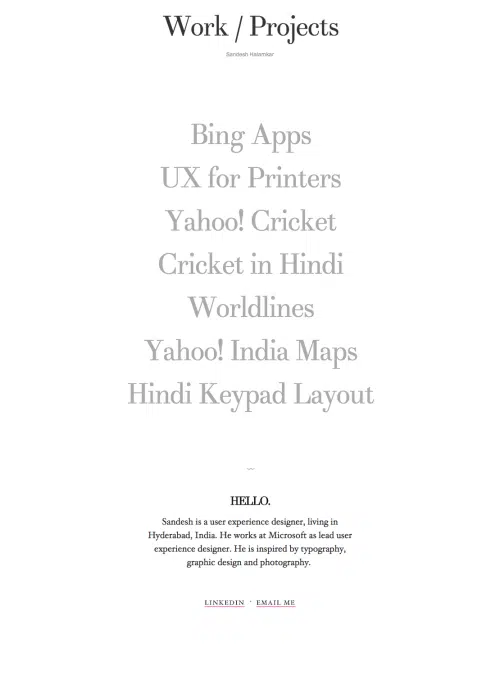 Work / Projects
Sandesh Halamkar
Bing Apps
UX for Printers
Yahoo! Cricket
Cricket in Hindi
Worldlines
Yahoo! India Maps
Hindi Keypad Layout
HELLO.
Sandesh is a user experience designer, living in
Hyderabad, India. He works at Microsoft as lead user
experience designer. He is inspired by typography,
graphic design and photography.
LINKEDIN · EMAIL ME